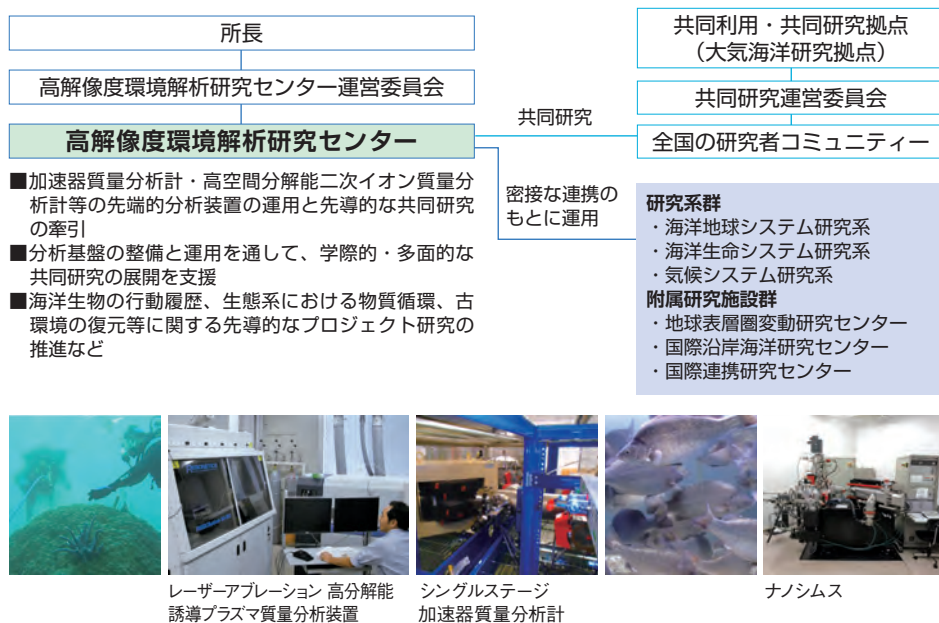 所長
高解像度環境解析研究センター運営委員会
高解像度環境解析研究センター
■加速器質量分析計・高空間分解能二次イオン質量分
析計等の先端的分析装置の運用と先導的な共同研究
の牽引
■分析基盤の整備と運用を通して、学際的・多面的な
共同研究の展開を支援
■海洋生物の行動履歴、生態系における物質循環、古
環境の復元等に関する先導的なプロジェクト研究の
推進など
共同研究
密接な連携の
もとに運用
共同利用・共同研究拠点
（大気海洋研究拠点）
共同研究運営委員会
全国の研究者コミュニティー
研究系群
・海洋地球システム研究系
・海洋生命システム研究系
・気候システム研究系
附属研究施設群
・地球表層圏変動研究センター
・国際沿岸海洋研究センター
・国際連携研究センター
レーザーアブレーション 高分解能
誘導プラズマ質量分析装置
シングルステージ
加速器質量分析計
ナノシムス